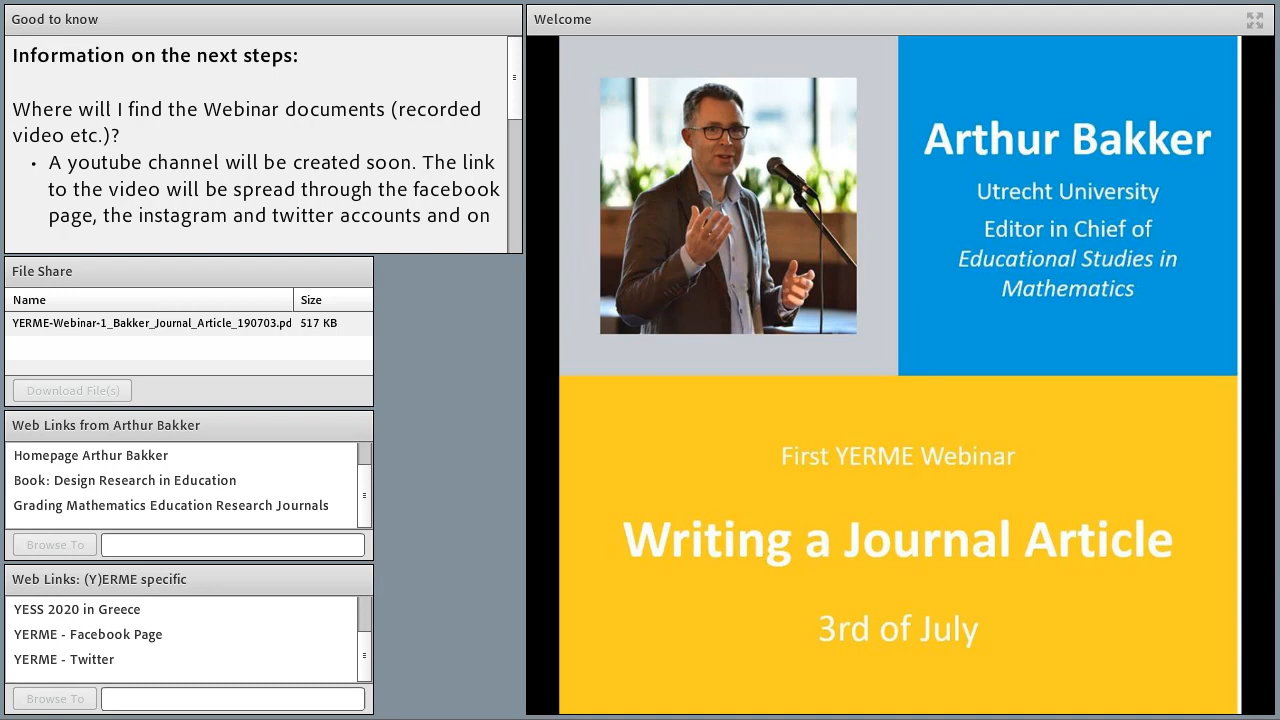 Good to know
Information on the next steps:
Where will I find the Webinar documents (recorded
video etc.)?
• A youtube channel will be created soon. The link
to the video will be spread through the facebook
page, the instagram and twitter accounts and on
File Share
Name Size
YERME-Webinar-1_Bakker_Journal_Article_190703.pd 517 KB
Download File(s)
Web Links from Arthur Bakker
Homepage Arthur Bakker
Book: Design Research in Education
Grading Mathematics Education Research Journals
Browse To
Web Links: (Y)ERME specific
YESS 2020 in Greece
YERME - Facebook Page
YERME - Twitter
Browse To
Welcome
Arthur Bakker
Utrecht University
Editor in Chief of
Educational Studies in
Mathematics
First YERME Webinar
Writing a Journal Article
3rd of July